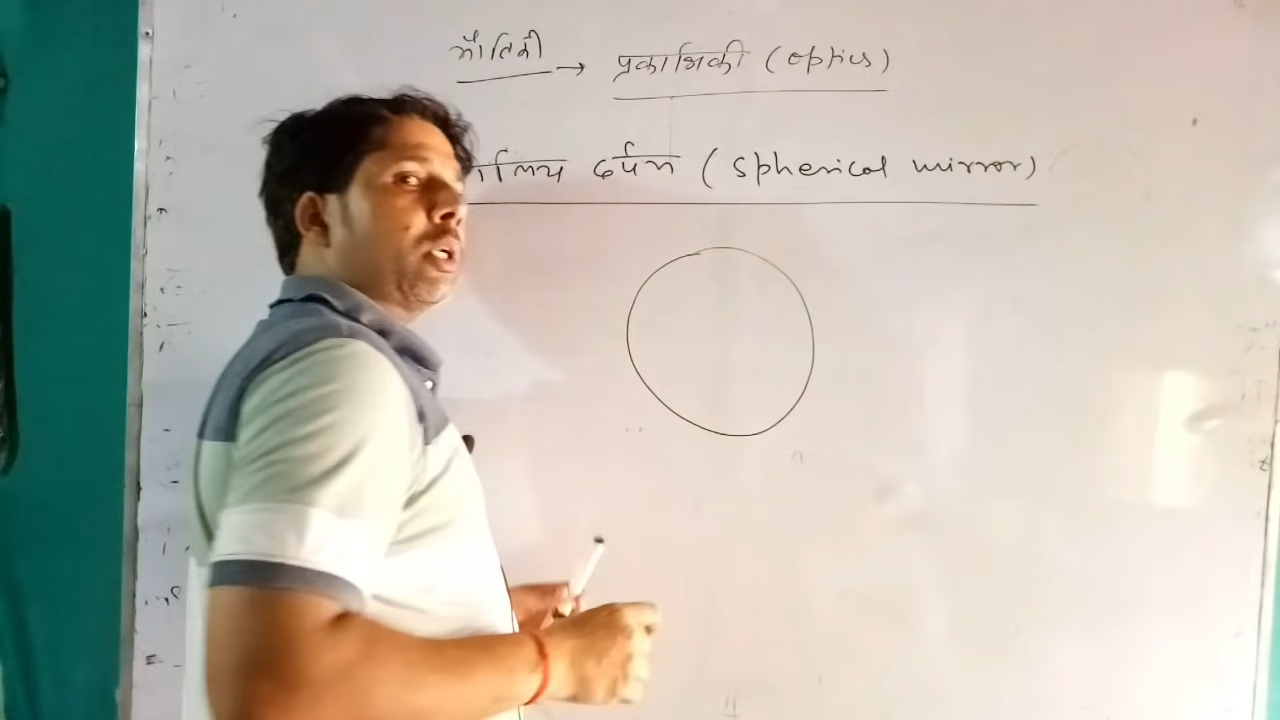 भौतिकी → प्रकाशिकी (optics)
दर्पण (spherical mirror)